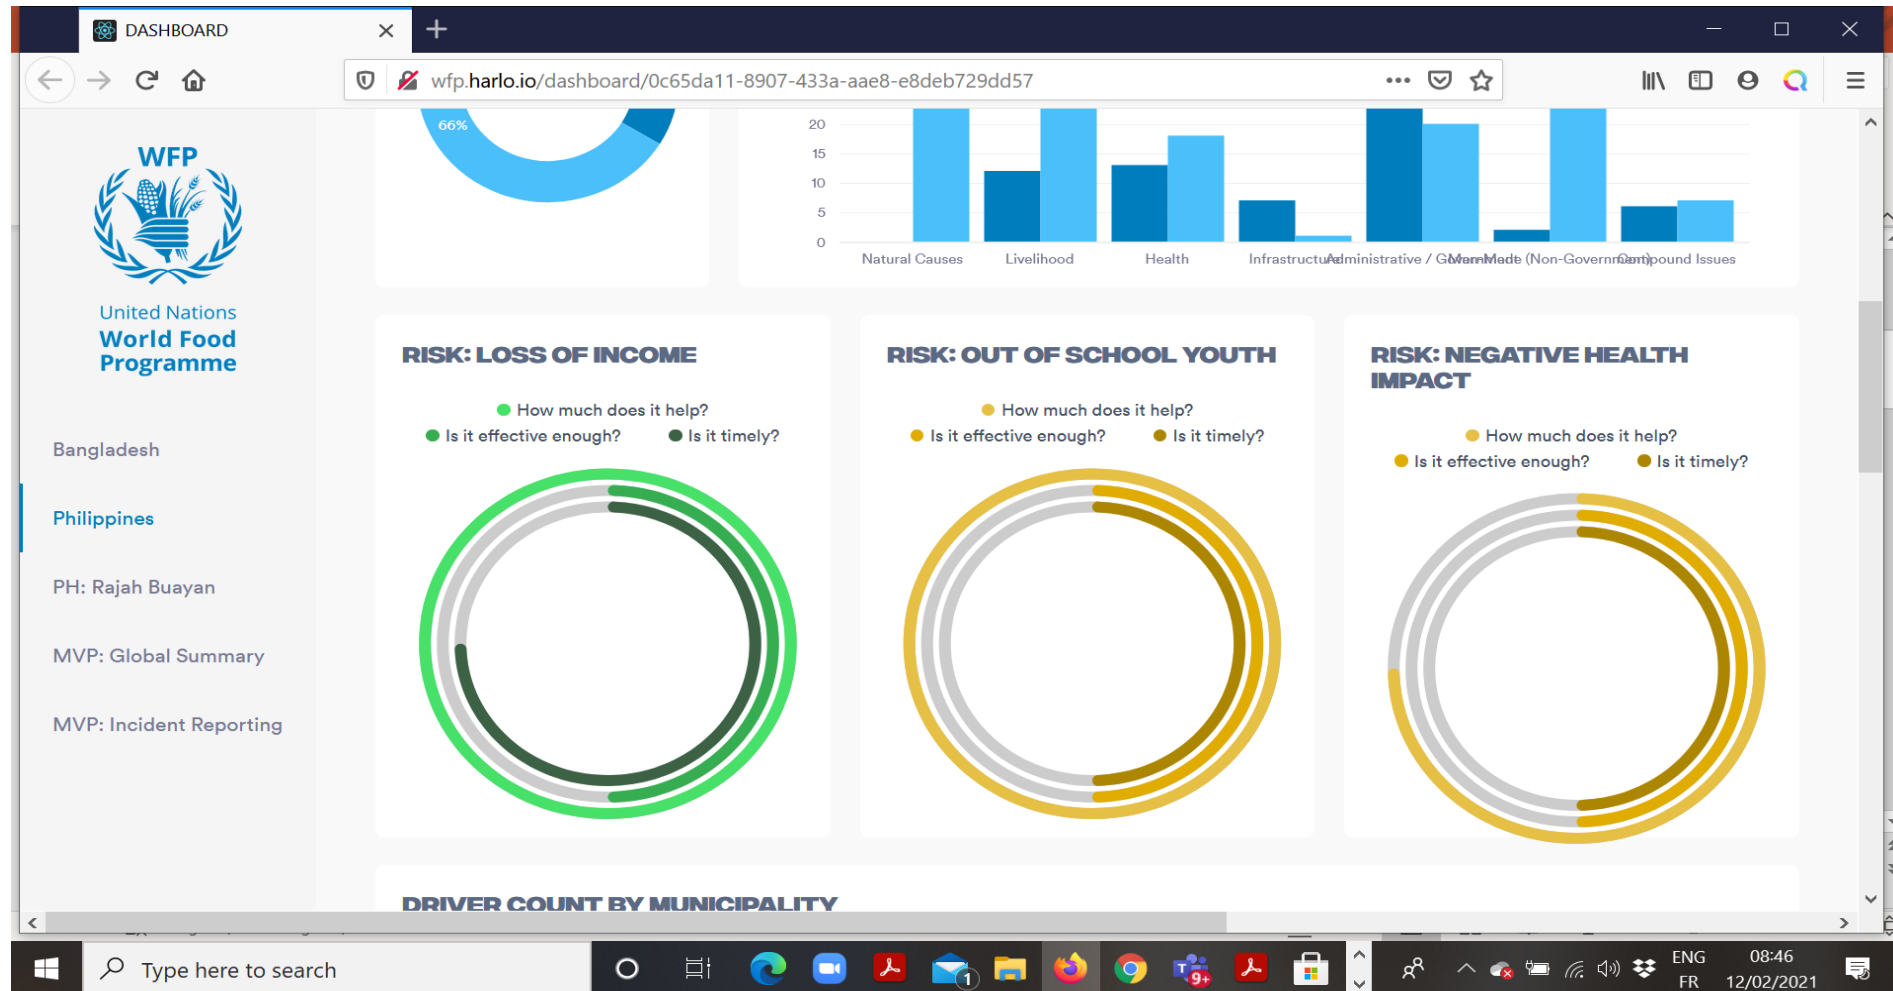 DASHBOARD
wfp.harlo.io/dashboard/0c65da11-8907-433a-aae8-e8deb729dd57
WFP
United Nations
World Food
Programme
Bangladesh
Philippines
PH: Rajah Buayan
MVP: Global Summary
MVP: Incident Reporting
66%
20
15
10
5
0
Natural Causes
Livelihood
Health
Infrastructure
Administrative / Government
Man-Made (Non-Government)
Compound Issues
RISK: LOSS OF INCOME
How much does it help?
Is it effective enough? Is it timely?
RISK: OUT OF SCHOOL YOUTH
How much does it help?
Is it effective enough? Is it timely?
RISK: NEGATIVE HEALTH
IMPACT
How much does it help?
Is it effective enough? Is it timely?
DRIVER COUNT BY MUNICIPALITY
Type here to search
1
9+
ENG
FR
08:46
12/02/2021